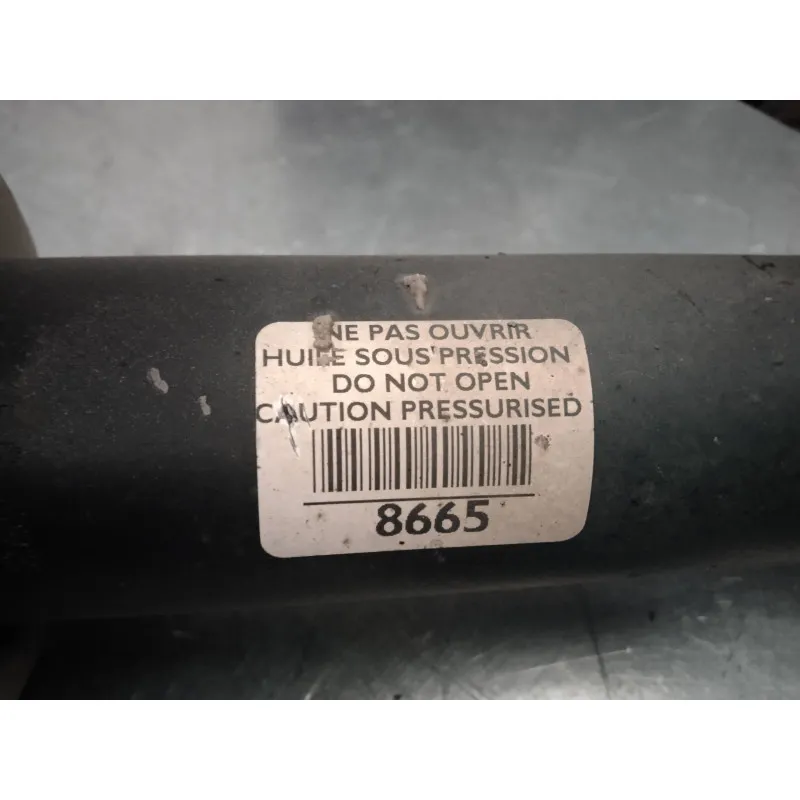 NE PAS OUVRIR
HUILE SOUS PRESSION
DO NOT OPEN
CAUTION PRESSURISED
8665